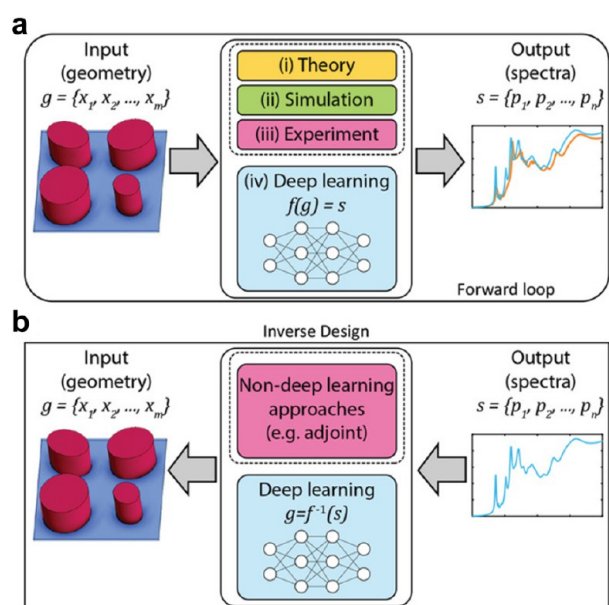 a
Input
(geometry)
g = {x₁, x₂, ..., xₘ}
(i) Theory
(ii) Simulation
(iii) Experiment
(iv) Deep learning
f(g) = s
Output
(spectra)
s = {p₁, p₂, ..., pₙ}
Forward loop
b
Inverse Design
Input
(geometry)
g = {x₁, x₂, ..., xₘ}
Non-deep learning
approaches
(e.g. adjoint)
Deep learning
g=f⁻¹(s)
Output
(spectra)
s = {p₁, p₂, ..., pₙ}